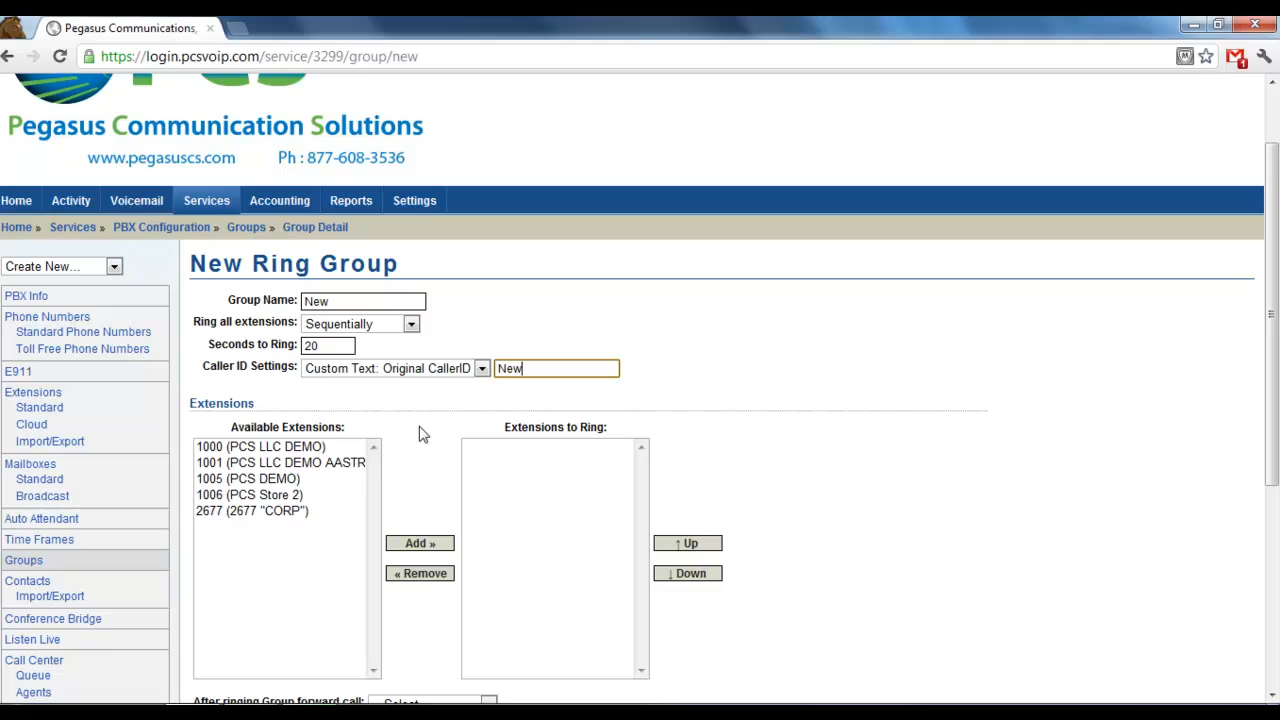 Pegasus Communications,
https://login.pcsvoip.com/service/3299/group/new
Pegasus Communication Solutions
www.pegasuscs.com Ph : 877-608-3536
Home Activity Voicemail Services Accounting Reports Settings
Home » Services » PBX Configuration » Groups » Group Detail
Create New...
PBX Info
Phone Numbers
Standard Phone Numbers
Toll Free Phone Numbers
E911
Extensions
Standard
Cloud
Import/Export
Mailboxes
Standard
Broadcast
Auto Attendant
Time Frames
Groups
Contacts
Import/Export
Conference Bridge
Listen Live
Call Center
Queue
Agents
New Ring Group
Group Name: New
Ring all extensions: Sequentially
Seconds to Ring: 20
Caller ID Settings: Custom Text: Original CallerID New
Extensions
Available Extensions: Extensions to Ring:
1000 (PCS LLC DEMO)
1001 (PCS LLC DEMO AASTR
1005 (PCS DEMO)
1006 (PCS Store 2)
2677 (2677 "CORP")
Add »
« Remove
↑ Up
↓ Down
After ringing Group forward call: Select